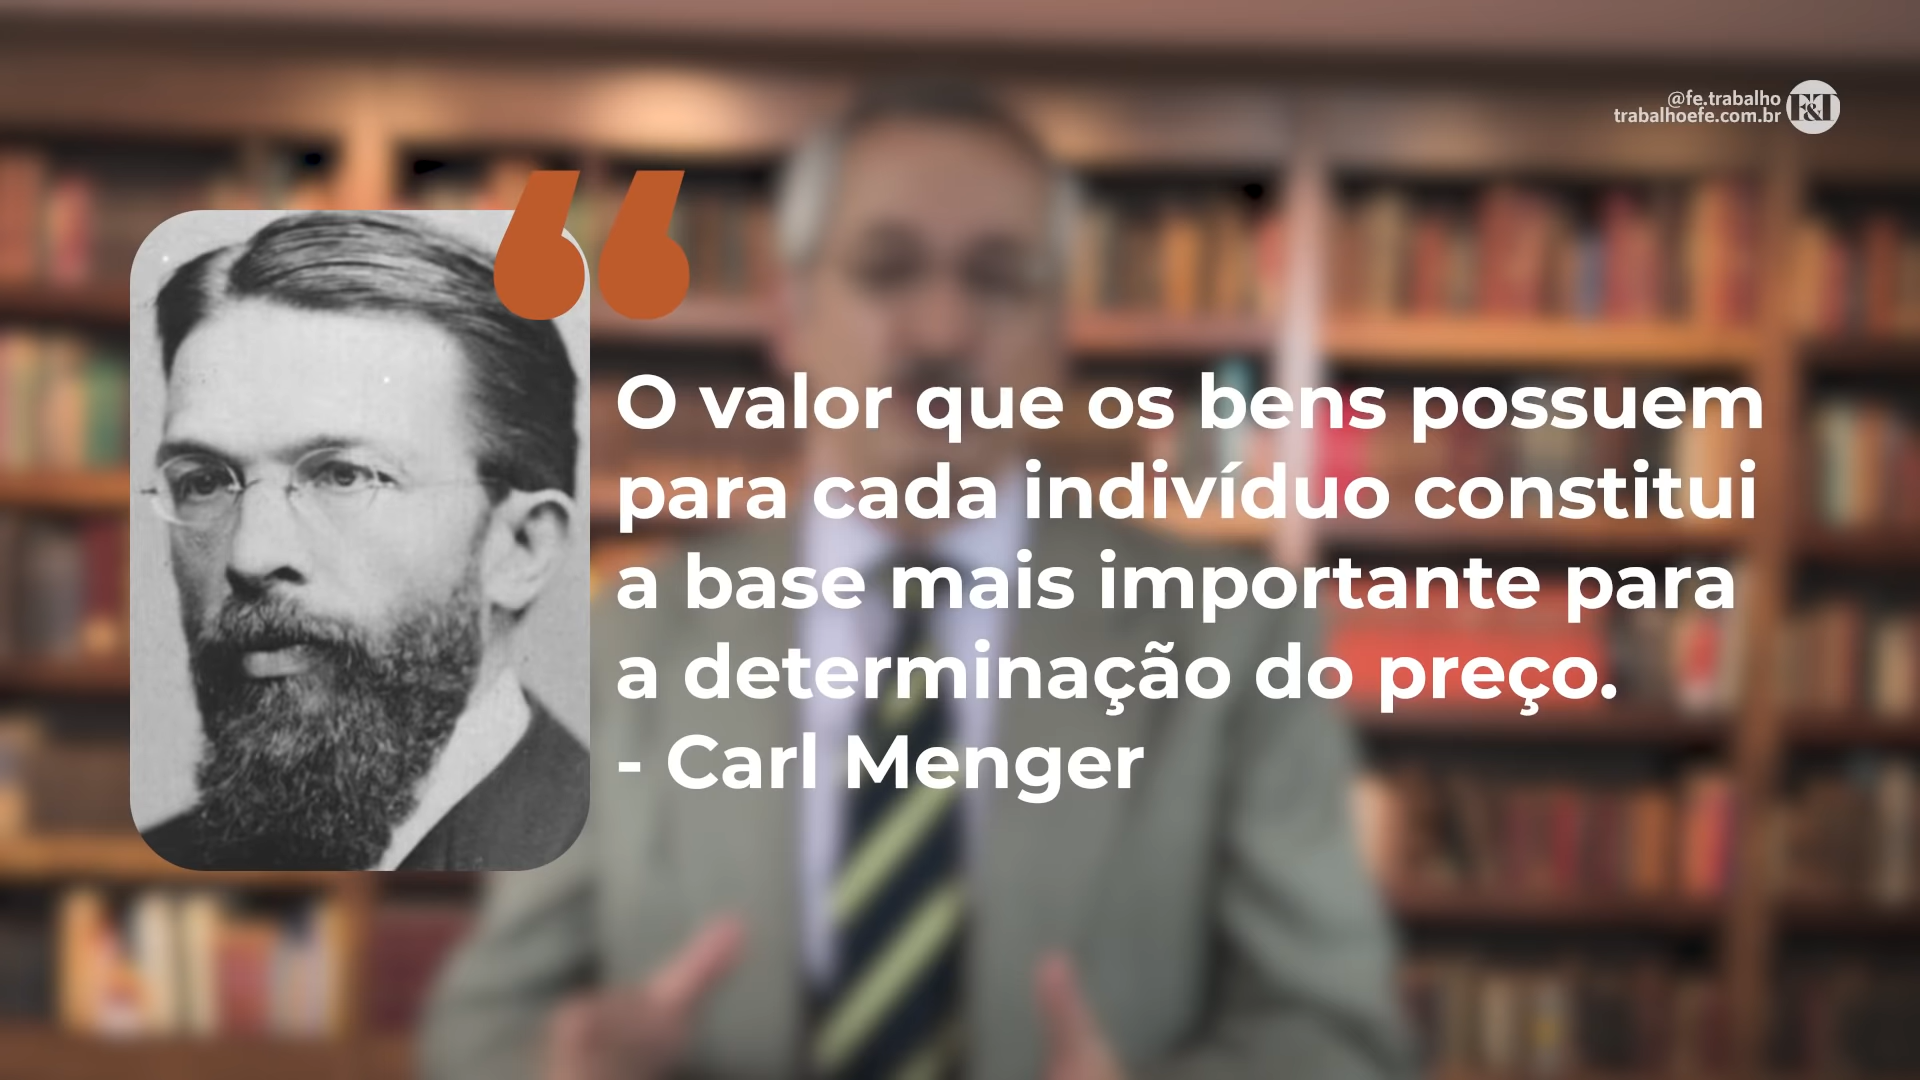 @fe.trabalho
trabalhoefe.com.br
F&T
O valor que os bens possuem
para cada indivíduo constitui
a base mais importante para
a determinação do preço.
- Carl Menger